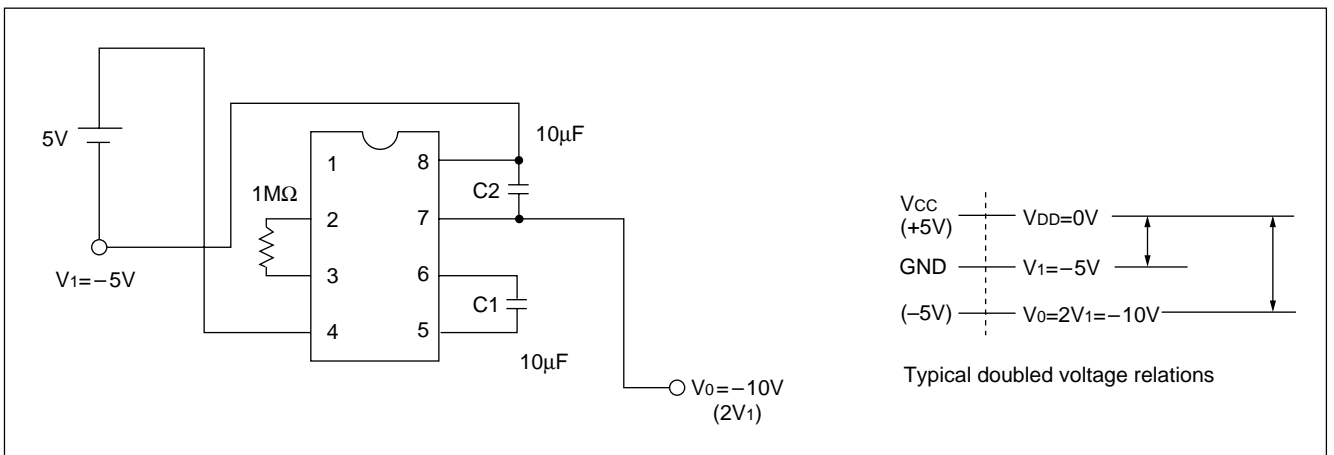 5V
V1=−5V
1MΩ
1
2
3
4
8
7
6
5
10μF
C2
C1
10μF
V0=−10V
(2V1)
VCC
(+5V)
VDD=0V
GND
V1=−5V
(–5V)
V0=2V1=−10V
Typical doubled voltage relations